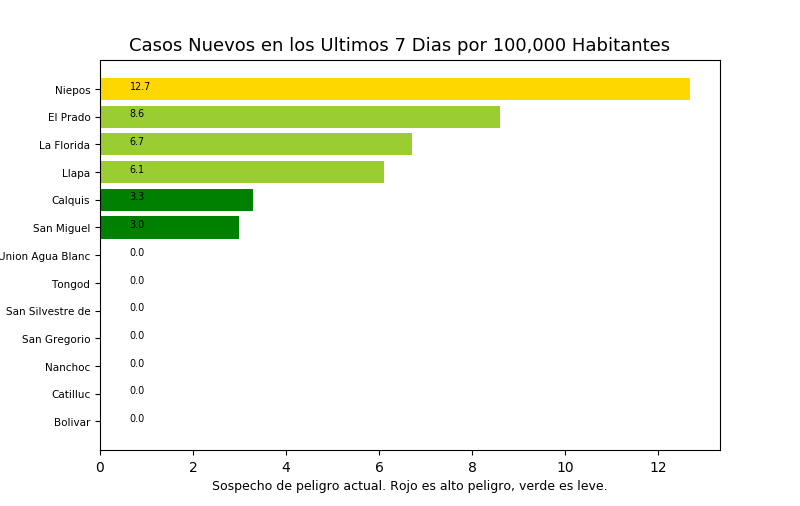 Casos Nuevos en los Ultimos 7 Dias por 100,000 Habitantes
Niepos 12.7
El Prado 8.6
La Florida 6.7
Llapa 6.1
Calquis 3.3
San Miguel 3.0
Union Agua Blanc 0.0
Tongod 0.0
San Silvestre de 0.0
San Gregorio 0.0
Nanchoc 0.0
Catilluc 0.0
Bolivar 0.0
0 2 4 6 8 10 12
Sospecho de peligro actual. Rojo es alto peligro, verde es leve.